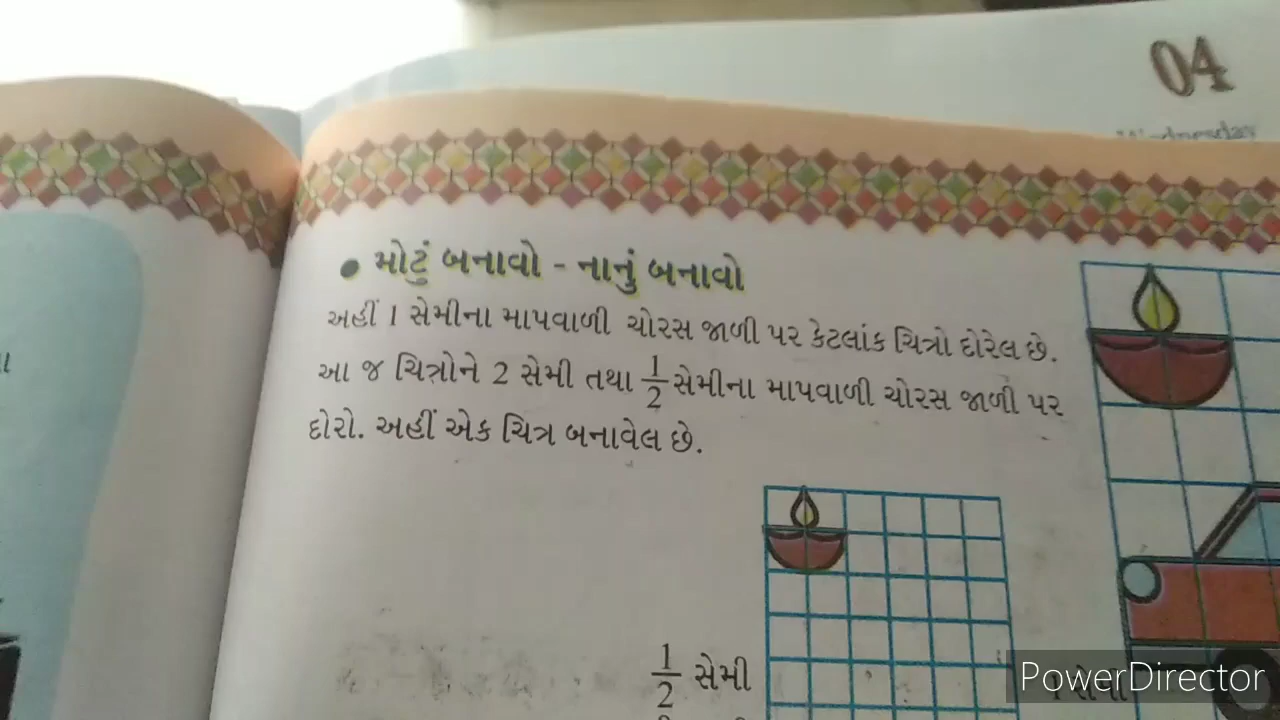 04
Wednesday
• મોટું બનાવો - નાનું બનાવો
અહીં 1 સેમીના માપવાળી ચોરસ જાળી પર કેટલાંક ચિત્રો દોરેલ છે.
આ જ ચિત્રોને 2 સેમી તથા 1/2 સેમીના માપવાળી ચોરસ જાળી પર
દોરો. અહીં એક ચિત્ર બનાવેલ છે.
1/2 સેમી
PowerDirector